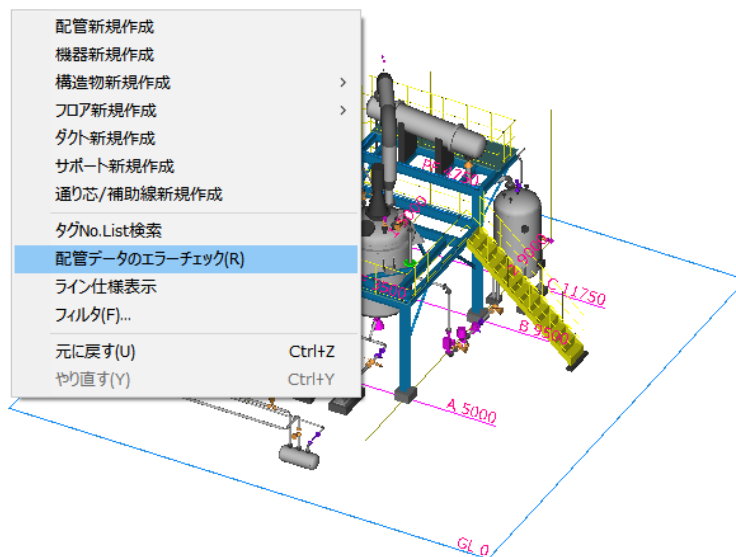 配管新規作成
機器新規作成
構造物新規作成
フロア新規作成
ダクト新規作成
サポート新規作成
通り芯/補助線新規作成
タグNo.List検索
配管データのエラーチェック(R)
ライン仕様表示
フィルタ(F)...
元に戻す(U) Ctrl+Z
やり直す(Y) Ctrl+Y
C 11750
B 9500
A 5000
GL 0